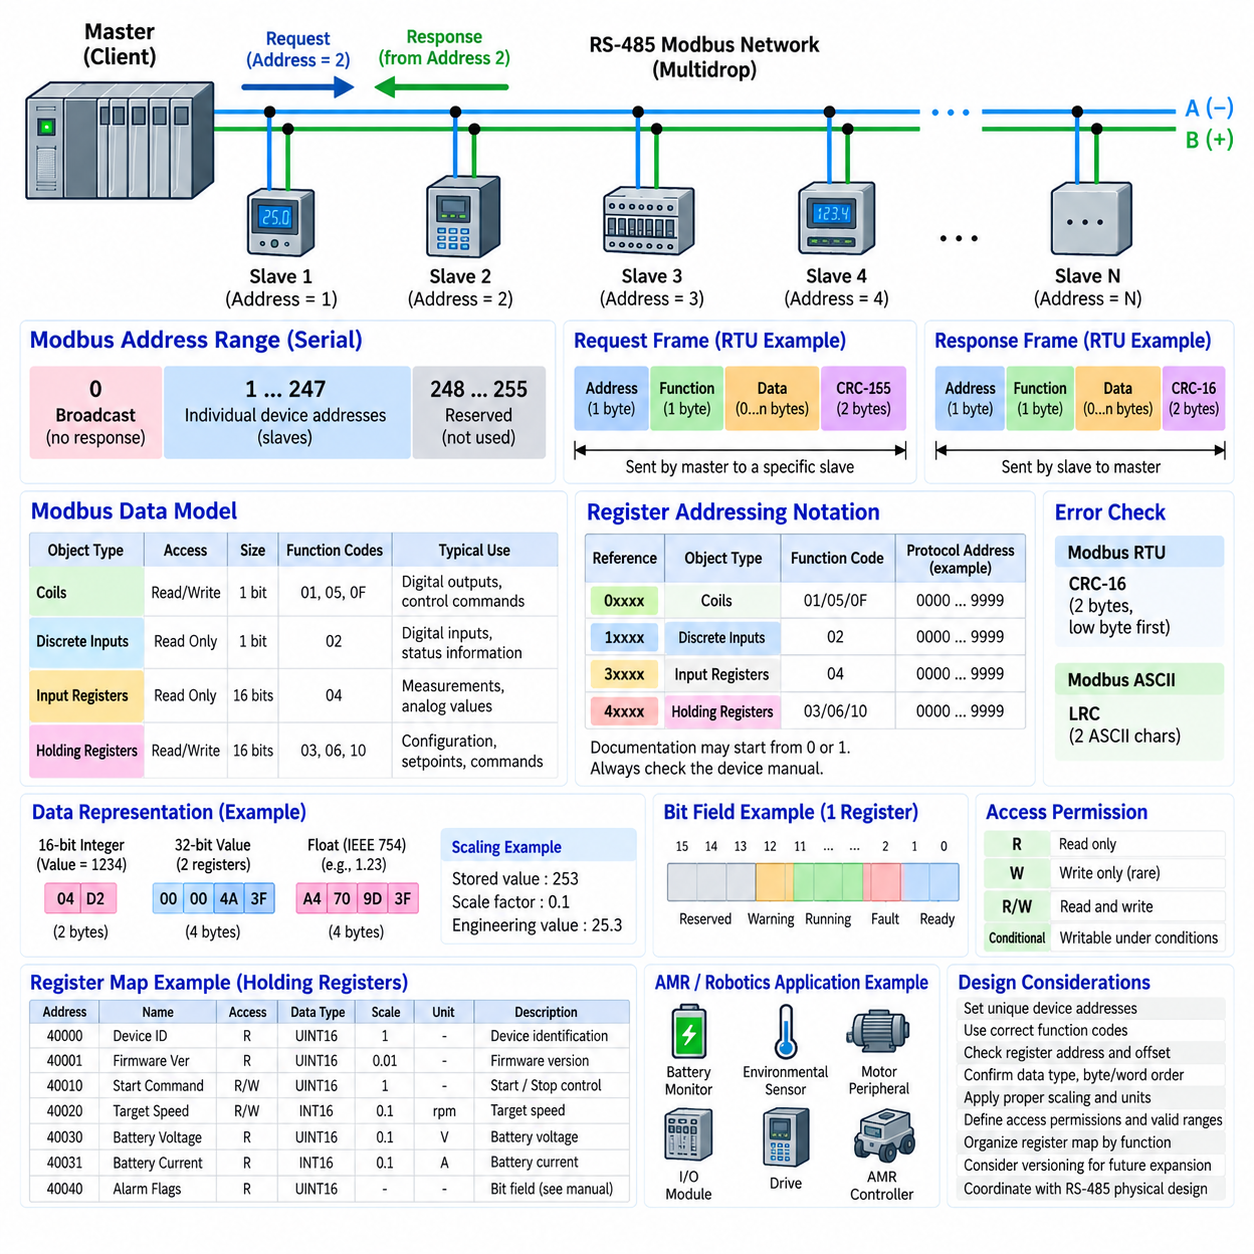 Master
(Client)
Request
(Address = 2)
Response
(from Address 2)
RS-485 Modbus Network
(Multidrop)
A (−)
B (+)
25.0
123.4
Slave 1
(Address = 1)
Slave 2
(Address = 2)
Slave 3
(Address = 3)
Slave 4
(Address = 4)
Slave N
(Address = N)
Modbus Address Range (Serial)
0
Broadcast
(no response)
1 ... 247
Individual device addresses
(slaves)
248 ... 255
Reserved
(not used)
Request Frame (RTU Example)
Address
(1 byte)
Function
(1 byte)
Data
(0...n bytes)
CRC-155
(2 bytes)
Sent by master to a specific slave
Response Frame (RTU Example)
Address
(1 byte)
Function
(1 byte)
Data
(0...n bytes)
CRC-16
(2 bytes)
Sent by slave to master
Modbus Data Model
Object Type Access Size Function Codes Typical Use
Coils Read/Write 1 bit 01, 05, 0F Digital outputs,
control commands
Discrete Inputs Read Only 1 bit 02 Digital inputs,
status information
Input Registers Read Only 16 bits 04 Measurements,
analog values
Holding Registers Read/Write 16 bits 03, 06, 10 Configuration,
setpoints, commands
Register Addressing Notation
Reference Object Type Function Code Protocol Address
(example)
0xxxx Coils 01/05/0F 0000 ... 9999
1xxxx Discrete Inputs 02 0000 ... 9999
3xxxx Input Registers 04 0000 ... 9999
4xxxx Holding Registers 03/06/10 0000 ... 9999
Documentation may start from 0 or 1.
Always check the device manual.
Error Check
Modbus RTU
CRC-16
(2 bytes,
low byte first)
Modbus ASCII
LRC
(2 ASCII chars)
Data Representation (Example)
16-bit Integer
(Value = 1234)
04 D2
(2 bytes)
32-bit Value
(2 registers)
00 00 4A 3F
(4 bytes)
Float (IEEE 754)
(e.g., 1.23)
A4 70 9D 3F
(4 bytes)
Scaling Example
Stored value : 253
Scale factor : 0.1
Engineering value : 25.3
Bit Field Example (1 Register)
15 14 13 12 11 ... ... 2 1 0
Reserved Warning Running Fault Ready
Access Permission
R Read only
W Write only (rare)
R/W Read and write
Conditional Writable under conditions
Register Map Example (Holding Registers)
Address Name Access Data Type Scale Unit Description
40000 Device ID R UINT16 1 - Device identification
40001 Firmware Ver R UINT16 0.01 - Firmware version
40010 Start Command R/W UINT16 1 - Start / Stop control
40020 Target Speed R/W INT16 0.1 rpm Target speed
40030 Battery Voltage R UINT16 0.1 V Battery voltage
40031 Battery Current R INT16 0.1 A Battery current
40040 Alarm Flags R UINT16 - - Bit field (see manual)
AMR / Robotics Application Example
Battery
Monitor
Environmental
Sensor
Motor
Peripheral
I/O
Module
Drive
AMR
Controller
Design Considerations
Set unique device addresses
Use correct function codes
Check register address and offset
Confirm data type, byte/word order
Apply proper scaling and units
Define access permissions and valid ranges
Organize register map by function
Consider versioning for future expansion
Coordinate with RS-485 physical design